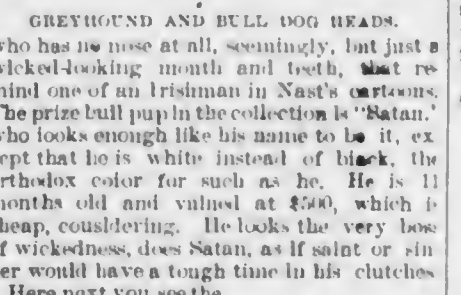 GREYHOUND AND BULL DOG HEADS.
who has no nose at all, seemingly, but just a
wicked-looking mouth and teeth, that re
mind one of an Irishman in Nast's cartoons.
The prize bull pup in the collection is "Satan."
who looks enough like his name to be it, ex
cept that he is white instead of black, the
orthodox color for such as he. He is 11
months old and valued at $500, which is
cheap, considering. He looks the very boss
of wickedness, does Satan, as if saint or sin
ner would have a tough time in his clutches
Here next you see the